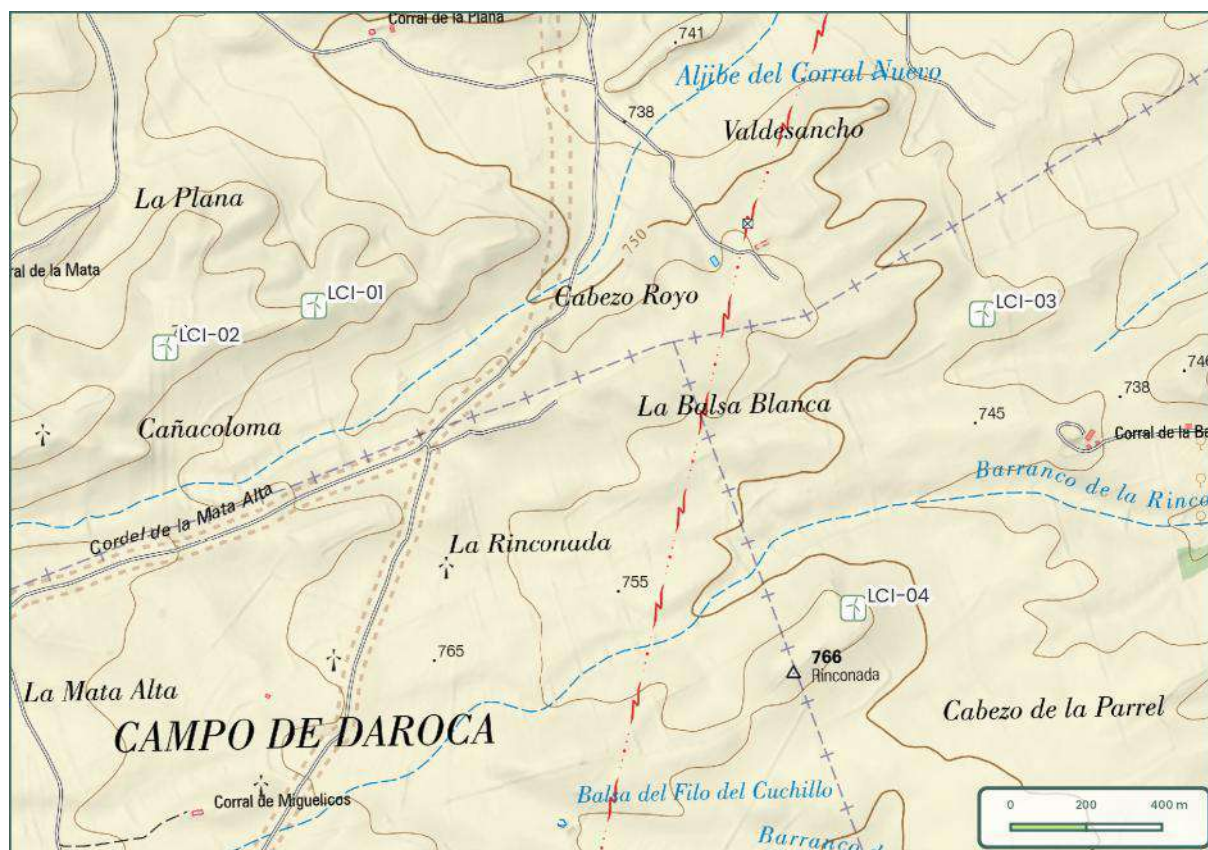 Corral de la Plana
741
Aljibe del Corral Nuevo
738
Valdesancho
La Plana
750
ral de la Mata
LCI-01
Cabezo Royo
LCI-03
LCI-02
746
738
La Balsa Blanca
745
Cañacoloma
Corral de la Ba
Barranco de la Rinco
Cordel de la Mata Alta
La Rinconada
755
LCI-04
765
766
Rinconada
La Mata Alta
Cabezo de la Parrel
CAMPO DE DAROCA
Balsa del Filo del Cuchillo
Corral de Miguelicos
0 200 400 m
Barranco de